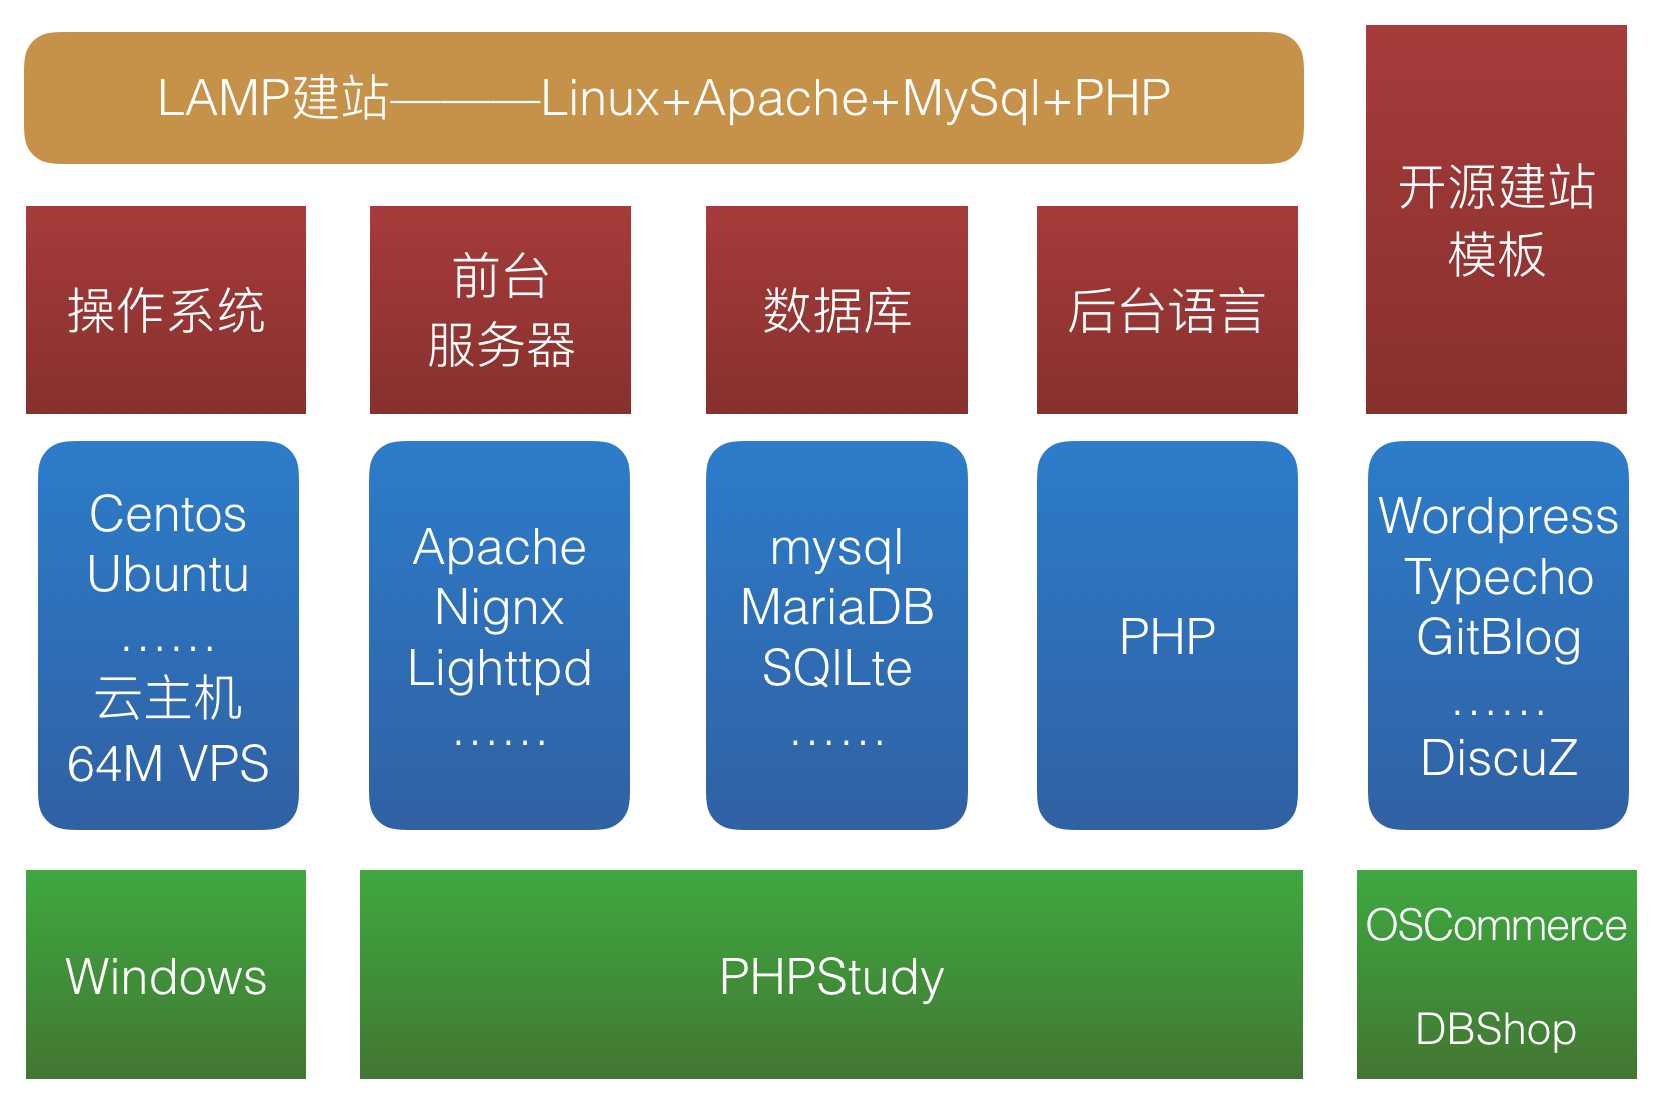 LAMP建站———Linux+Apache+MySql+PHP
开源建站
模板
操作系统
前台
服务器
数据库
后台语言
Centos
Ubuntu
……
云主机
64M VPS
Apache
Nignx
Lighttpd
……
mysql
MariaDB
SQlLte
……
PHP
Wordpress
Typecho
GitBlog
……
DiscuZ
Windows
PHPStudy
OSCommerce
DBShop